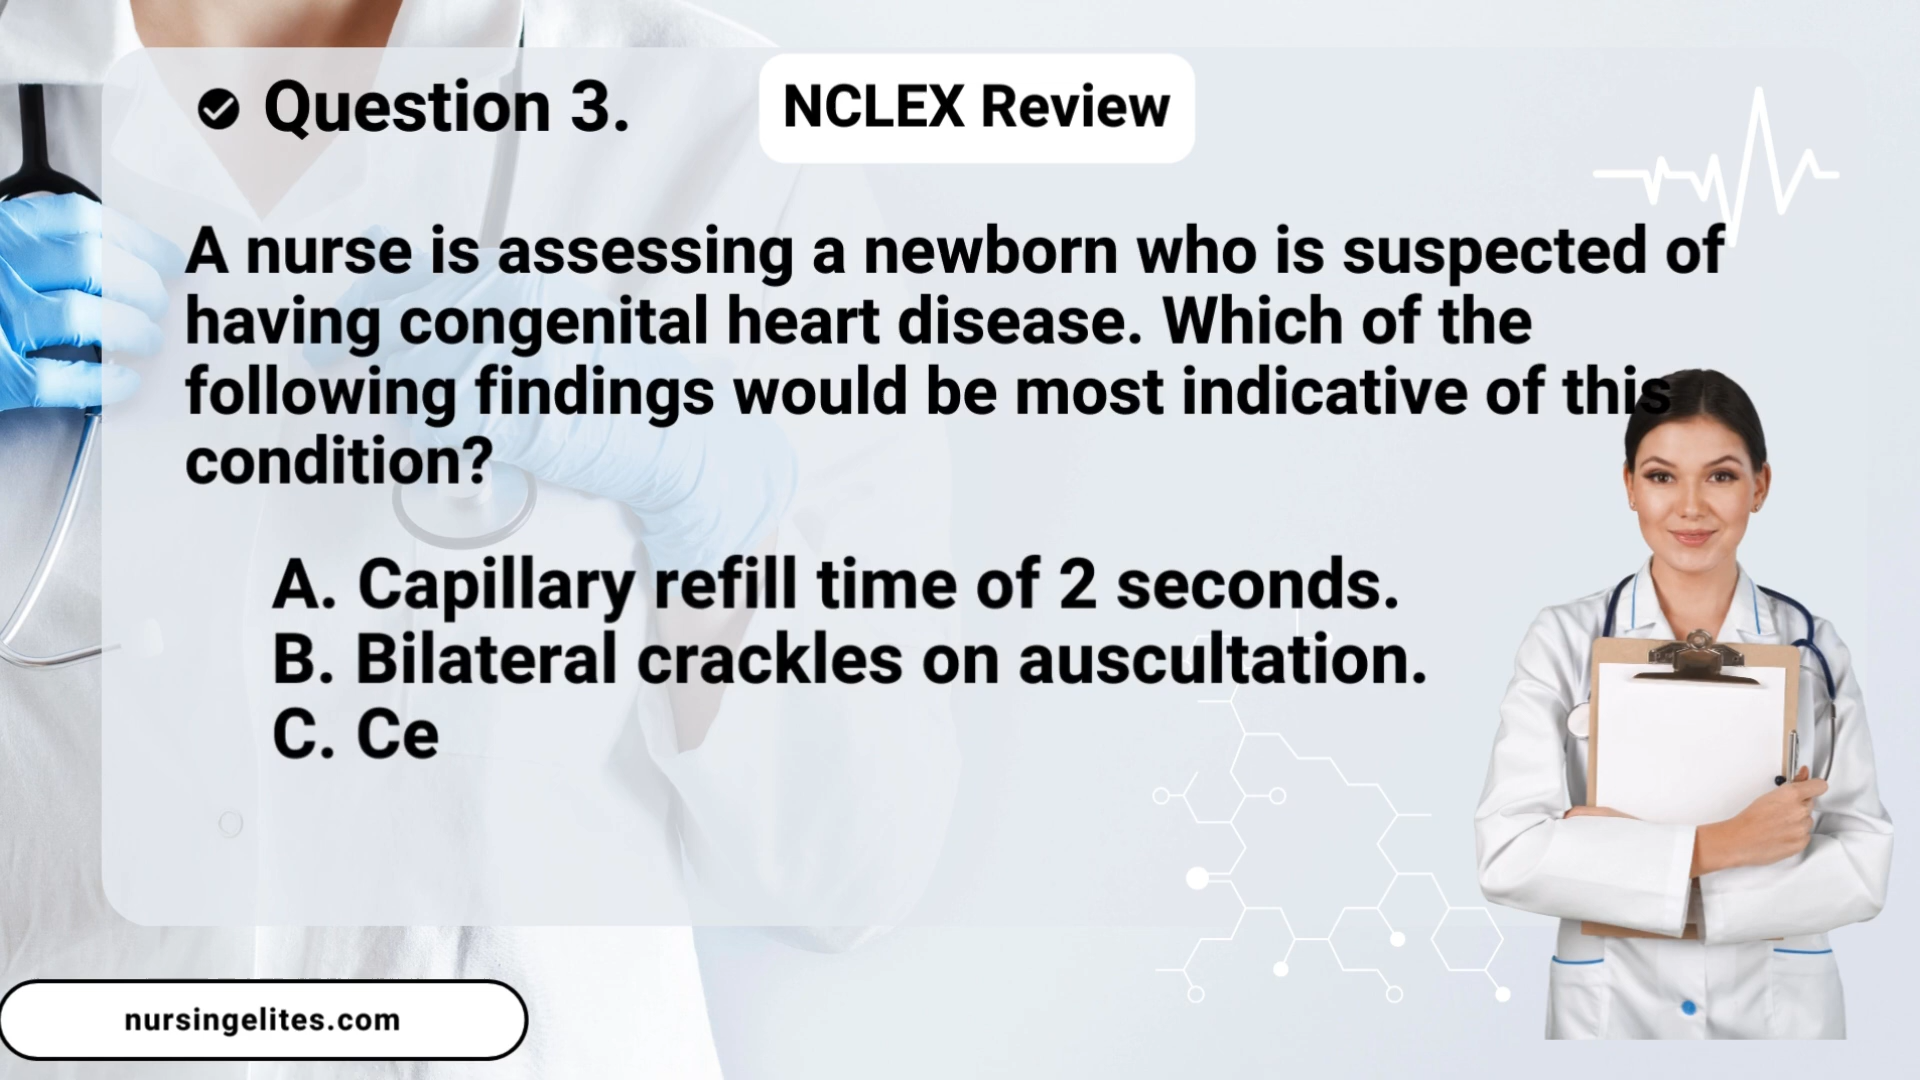 Question 3.
NCLEX Review
A nurse is assessing a newborn who is suspected of
having congenital heart disease. Which of the
following findings would be most indicative of this
condition?
A. Capillary refill time of 2 seconds.
B. Bilateral crackles on auscultation.
C. Ce
nursingelites.com